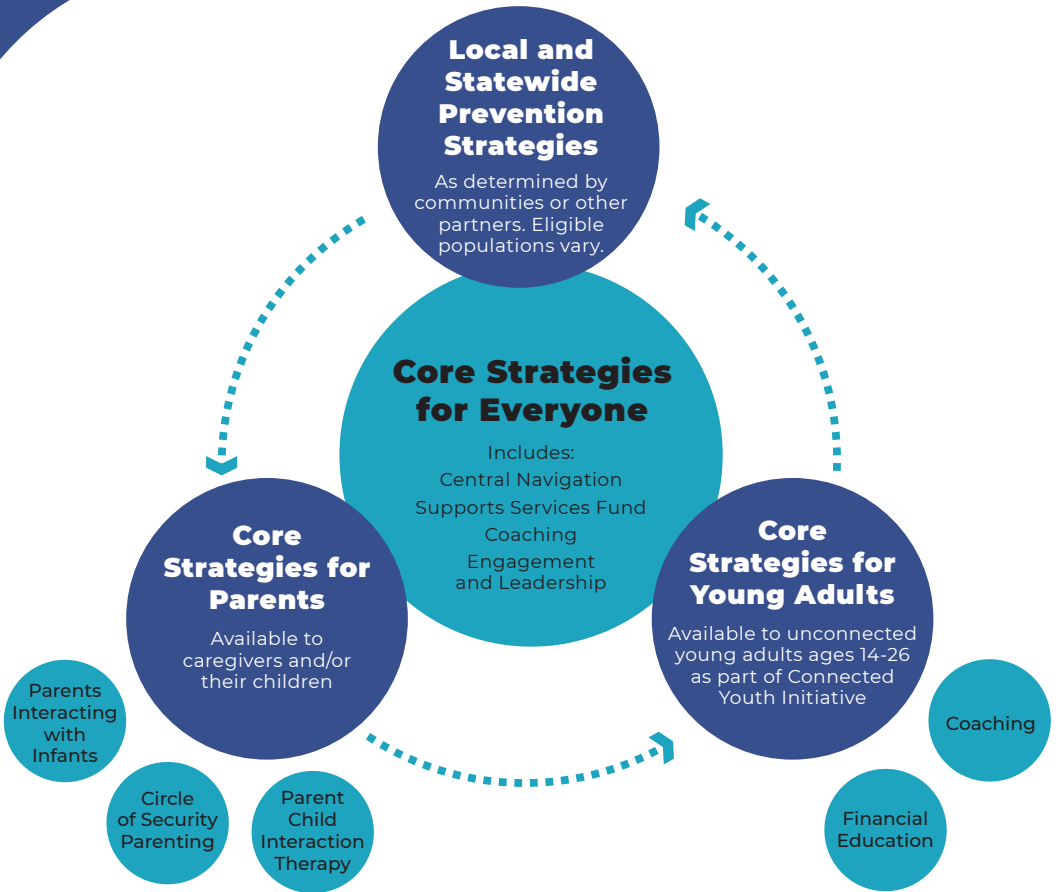 Local and
Statewide
Prevention
Strategies
As determined by
communities or other
partners. Eligible
populations vary.
Core Strategies
for Everyone
Includes:
Central Navigation
Supports Services Fund
Coaching
Engagement
and Leadership
Core
Strategies for
Parents
Available to
caregivers and/or
their children
Core
Strategies for
Young Adults
Available to unconnected
young adults ages 14-26
as part of Connected
Youth Initiative
Parents
Interacting
with
Infants
Circle
of Security
Parenting
Parent
Child
Interaction
Therapy
Financial
Education
Coaching